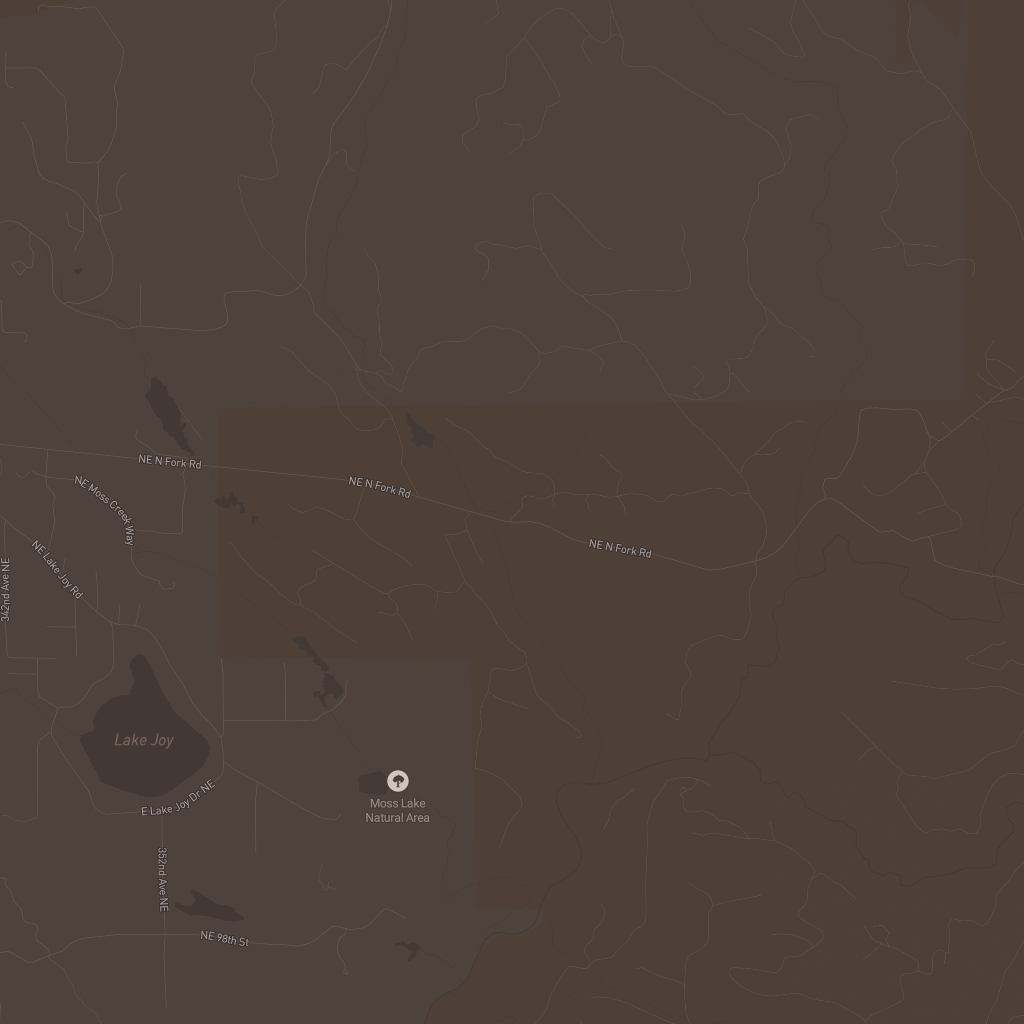 NE N Fork Rd
NE N Fork Rd
NE Moss Creek Way
NE N Fork Rd
NE Lake Joy Rd
342nd Ave NE
Lake Joy
Moss Lake
Natural Area
E Lake Joy Dr NE
352nd Ave NE
NE 98th St